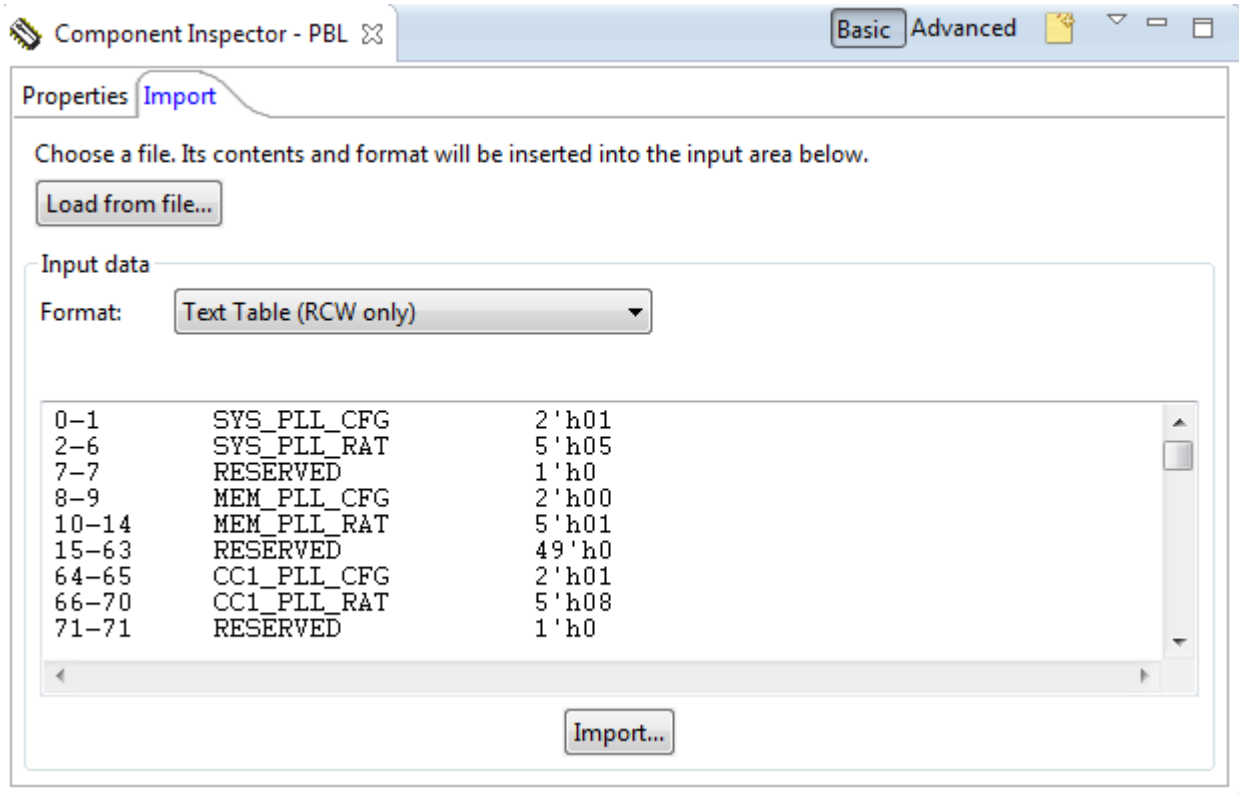 Component Inspector - PBL Basic Advanced
Properties Import
Choose a file. Its contents and format will be inserted into the input area below.
Load from file...
Input data
Format: Text Table (RCW only)
0-1 SYS_PLL_CFG 2'h01
2-6 SYS_PLL_RAT 5'h05
7-7 RESERVED 1'h0
8-9 MEM_PLL_CFG 2'h00
10-14 MEM_PLL_RAT 5'h01
15-63 RESERVED 49'h0
64-65 CC1_PLL_CFG 2'h01
66-70 CC1_PLL_RAT 5'h08
71-71 RESERVED 1'h0
Import...